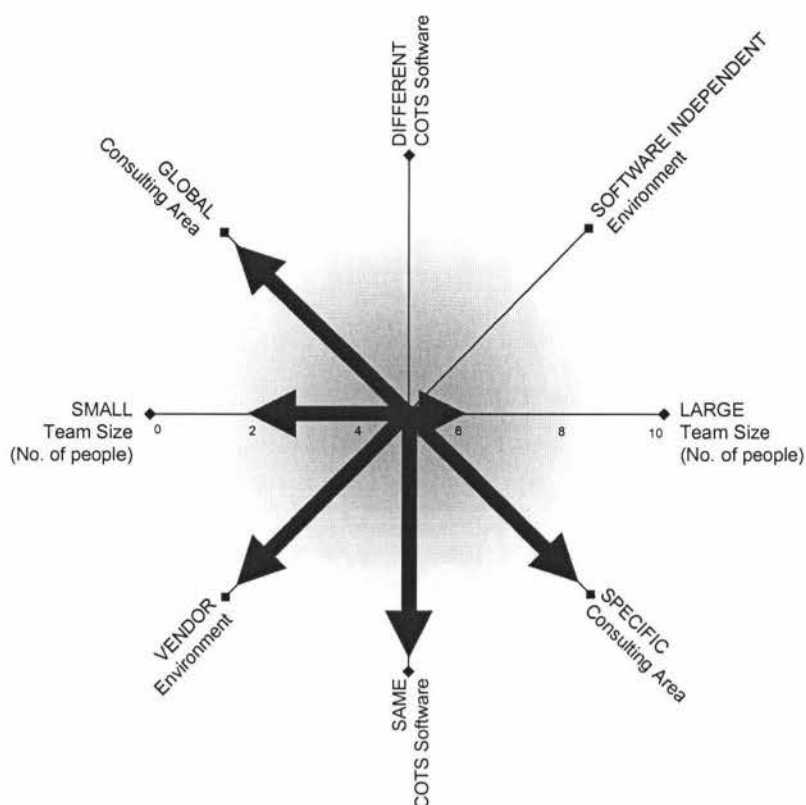 DIFFERENT
COTS Software
SOFTWARE INDEPENDENT
Environment
GLOBAL
Consulting Area
SMALL
Team Size
(No. of people)
0
2
4
6
8
10
LARGE
Team Size
(No. of people)
VENDOR
Environment
SAME
COTS Software
SPECIFIC
Consulting Area